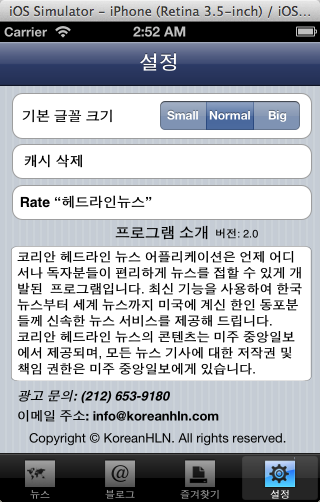 iOS Simulator - iPhone (Retina 3.5-inch) / iOS...
Carrier 2:52 AM
설정
기본 글꼴 크기 Small Normal Big
캐시 삭제
Rate “헤드라인뉴스”
프로그램 소개 버전: 2.0
코리안 헤드라인 뉴스 어플리케이션은 언제 어디
서나 독자분들이 편리하게 뉴스를 접할 수 있게 개
발된  프로그램입니다. 최신 기능을 사용하여 한국
뉴스부터 세계 뉴스까지 미국에 계신 한인 동포분
들께 신속한 뉴스 서비스를 제공해 드립니다.
코리안 헤드라인 뉴스의 콘텐츠는 미주 중앙일보
에서 제공되며, 모든 뉴스 기사에 대한 저작권 및
책임 권한은 미주 중앙일보에게 있습니다.
광고 문의: (212) 653-9180
이메일 주소: info@koreanhln.com
Copyright © KoreanHLN. All rights reserved.
뉴스 블로그 즐겨찾기 설정